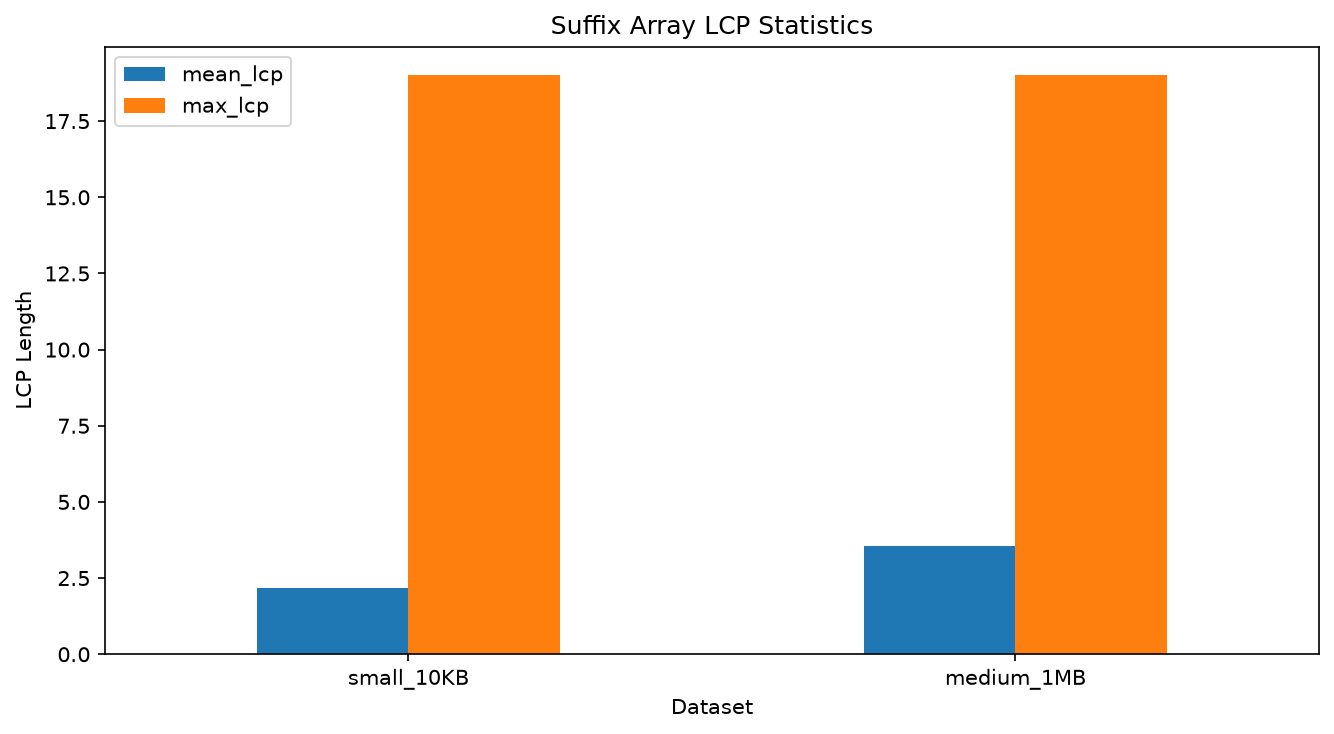 Suffix Array LCP Statistics
mean_lcp
max_lcp
17.5
15.0
12.5
10.0
7.5
5.0
2.5
0.0
LCP Length
small_10KB
medium_1MB
Dataset